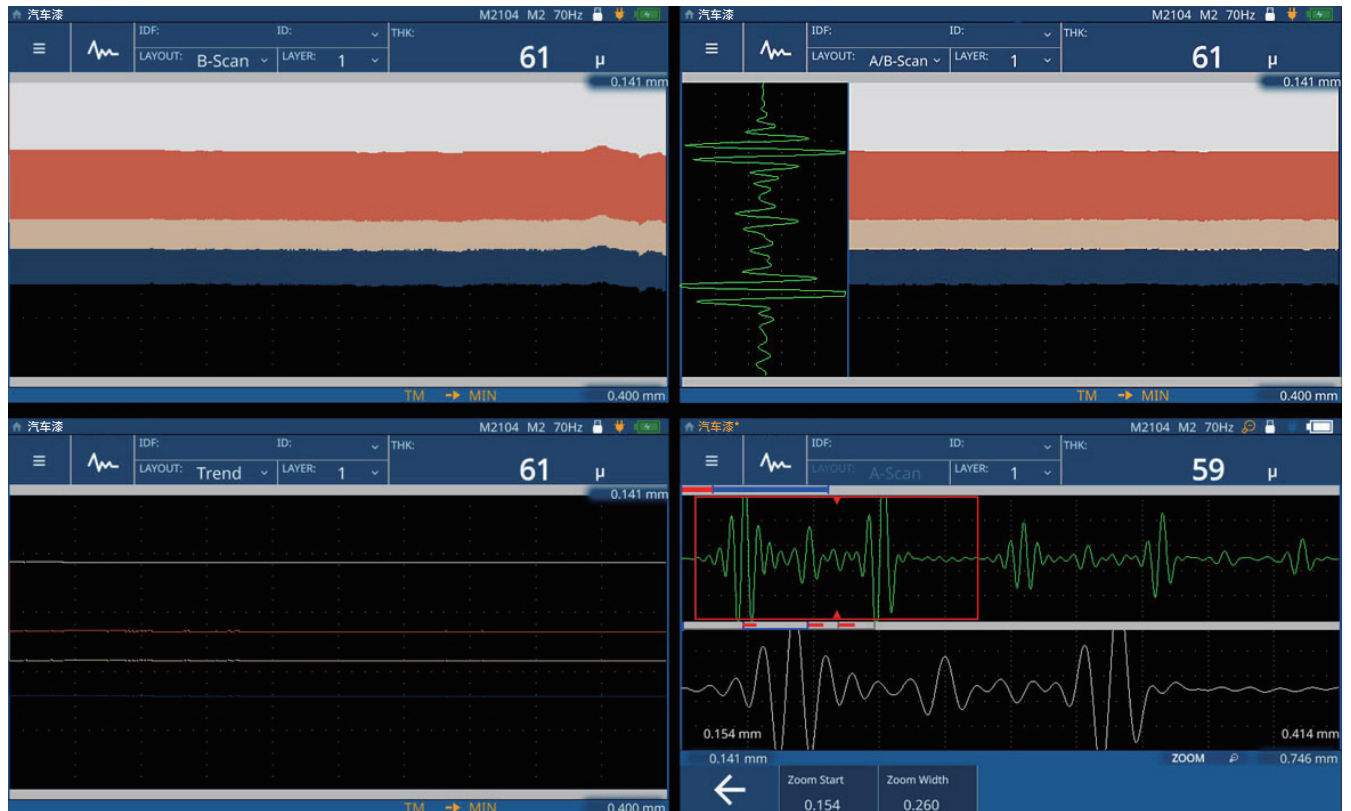 汽车漆 M2104 M2 70Hz
IDF: ID: THK:
LAYOUT: B-Scan LAYER: 1 61 µ
0.141 mm
TM MIN 0.400 mm
汽车漆 M2104 M2 70Hz
IDF: ID: THK:
LAYOUT: A/B-Scan LAYER: 1 61 µ
0.141 mm
TM MIN 0.400 mm
汽车漆 M2104 M2 70Hz
IDF: ID: THK:
LAYOUT: Trend LAYER: 1 61 µ
0.141 mm
TM MIN 0.400 mm
汽车漆* M2104 M2 70Hz
IDF: ID: THK:
LAYOUT: A-Scan LAYER: 1 59 µ
0.154 mm 0.414 mm
0.141 mm ZOOM 0.746 mm
Zoom Start Zoom Width
0.154 0.260